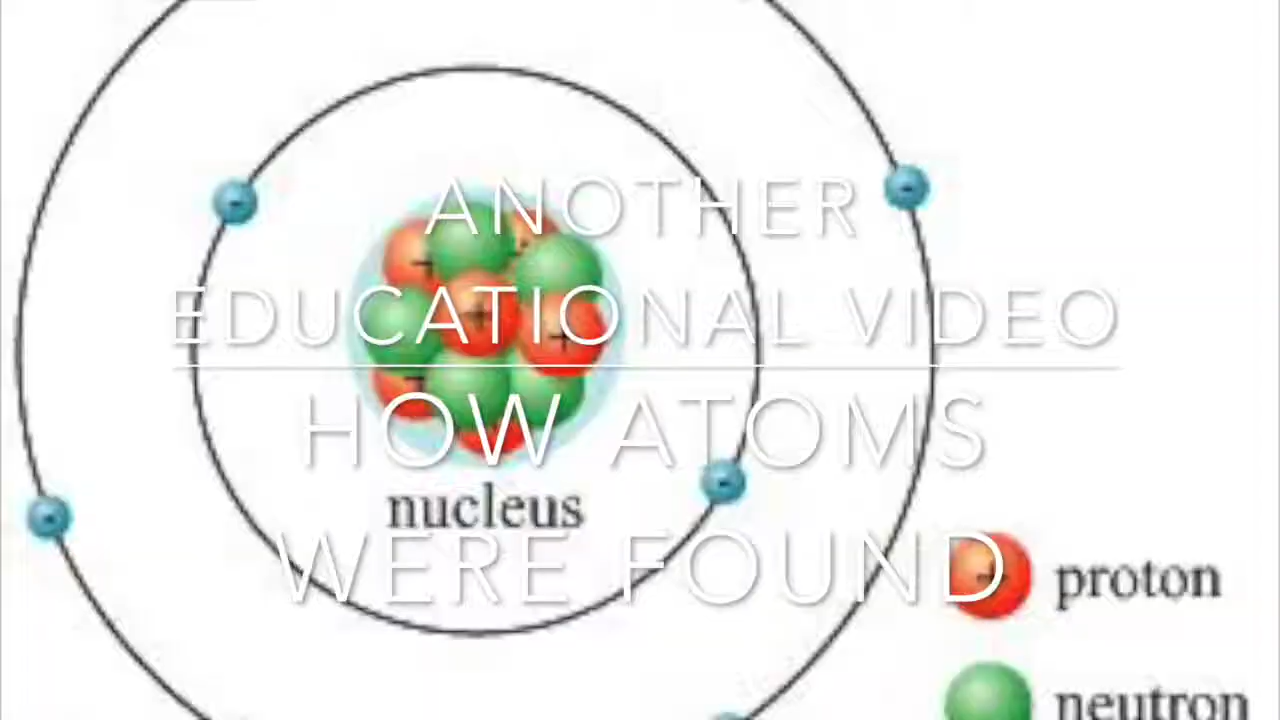 ANOTHER
EDUCATIONAL VIDEO
HOW ATOMS
nucleus
WERE FOUND
proton
neutron